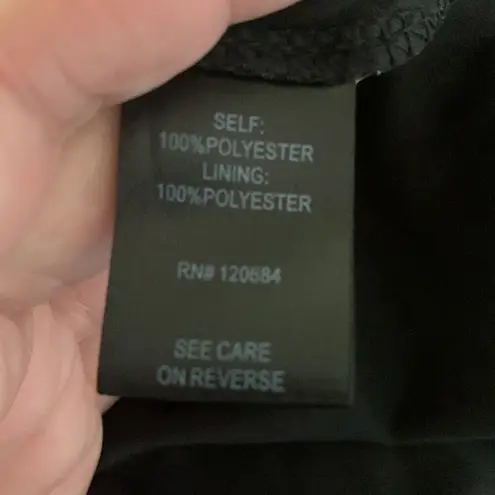 SELF:
100%POLYESTER
LINING:
100%POLYESTER
RN# 120684
SEE CARE
ON REVERSE